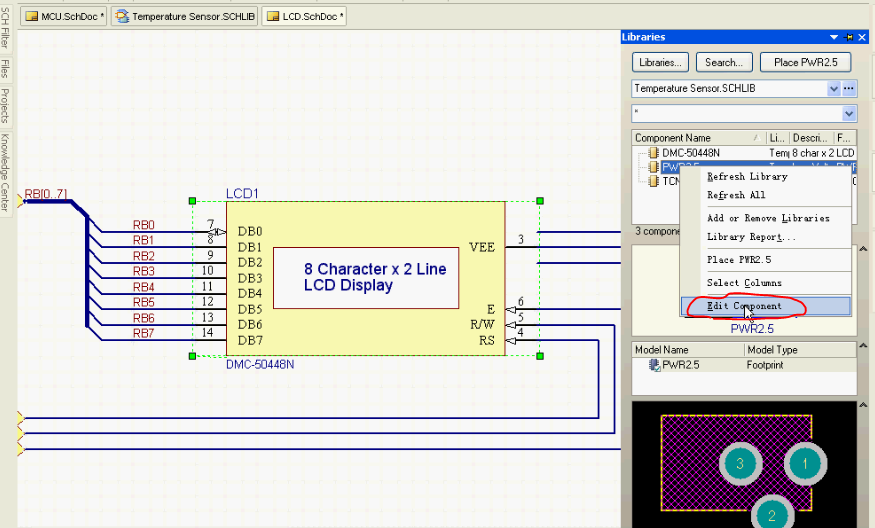 MCU.SchDoc * Temperature Sensor.SCHLIB LCD.SchDoc *
SCH Filter
Files
Projects
Knowledge Center
RB[0..7]
RB0
RB1
RB2
RB3
RB4
RB5
RB6
RB7
LCD1
7 DB0
8 DB1
9 DB2
10 DB3
11 DB4
12 DB5
13 DB6
14 DB7
8 Character x 2 Line
LCD Display
VEE 3
E 6
R/W 5
RS 4
DMC-50448N
Libraries
Libraries... Search... Place PWR2.5
Temperature Sensor.SCHLIB ...
*
Component Name / Li... Descri... F...
DMC-50448N Tem 8 char x 2 LCD
TCN
3 compone
Refresh Library
Refresh All
Add or Remove Libraries
Library Report...
Place PWR2.5
Select Columns
Edit Component
PWR2.5
Model Name Model Type
PWR2.5 Footprint
3 1
2